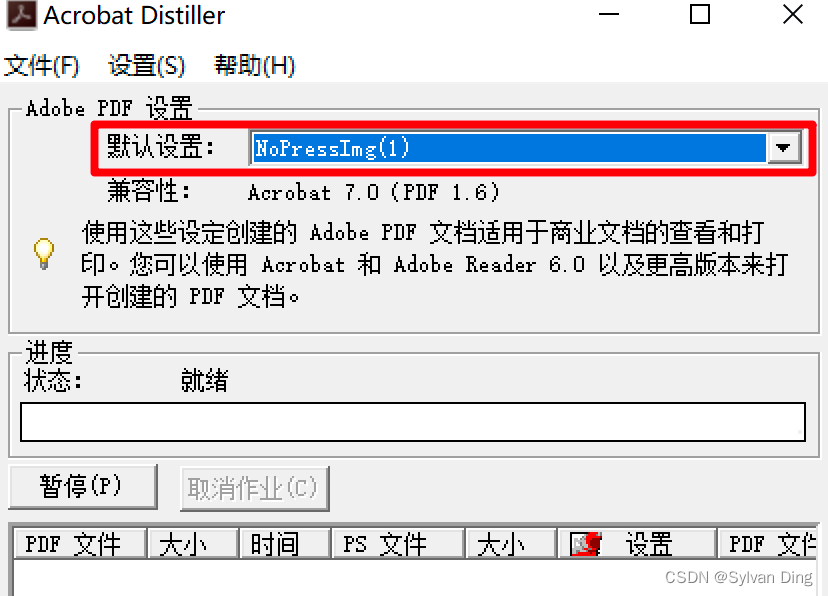 Acrobat Distiller
文件(F) 设置(S) 帮助(H)
Adobe PDF 设置
默认设置: NoPressImg(1)
兼容性: Acrobat 7.0 (PDF 1.6)
使用这些设定创建的 Adobe PDF 文档适用于商业文档的查看和打
印。您可以使用 Acrobat 和 Adobe Reader 6.0 以及更高版本来打
开创建的 PDF 文档。
进度
状态: 就绪
暂停(P) 取消作业(C)
PDF 文件 大小 时间 PS 文件 大小 设置 PDF 文件
CSDN @Sylvan Ding